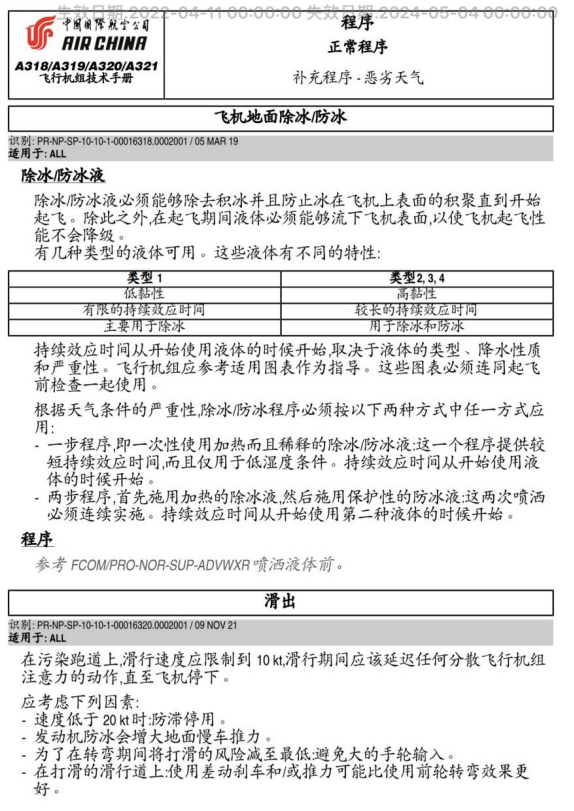 失效日期:2022-04-11 00:00:00 失效日期:2024-05-04 00:00:00
中国国际航空公司
AIR CHINA
A318/A319/A320/A321
飞行机组技术手册
程序
正常程序
补充程序 - 恶劣天气
飞机地面除冰/防冰
识别: PR-NP-SP-10-10-1-00016318.0002001 / 05 MAR 19
适用于: ALL
除冰/防冰液
除冰/防冰液必须能够除去积冰并且防止冰在飞机上表面的积聚直到开始
起飞。除此之外,在起飞期间液体必须能够流下飞机表面,以使飞机起飞性
能不会降级。
有几种类型的液体可用。这些液体有不同的特性:
类型 1 类型2, 3, 4
低黏性 高黏性
有限的持续效应时间 较长的持续效应时间
主要用于除冰 用于除冰和防冰
持续效应时间从开始使用液体的时候开始,取决于液体的类型、降水性质
和严重性。飞行机组应参考适用图表作为指导。这些图表必须连同起飞
前检查一起使用。
根据天气条件的严重性,除冰/防冰程序必须按以下两种方式中任一方式应
用:
- 一步程序,即一次性使用加热而且稀释的除冰/防冰液:这一个程序提供较
短持续效应时间,而且仅用于低湿度条件。持续效应时间从开始使用液
体的时候开始。
- 两步程序,首先施用加热的除冰液,然后施用保护性的防冰液:这两次喷洒
必须连续实施。持续效应时间从开始使用第二种液体的时候开始。
程序
参考 FCOM/PRO-NOR-SUP-ADVWXR 喷洒液体前。
滑出
识别: PR-NP-SP-10-10-1-00016320.0002001 / 09 NOV 21
适用于: ALL
在污染跑道上,滑行速度应限制到 10 kt,滑行期间应该延迟任何分散飞行机组
注意力的动作,直至飞机停下。
应考虑下列因素:
- 速度低于 20 kt 时:防滞停用。
- 发动机防冰会增大地面慢车推力。
- 为了在转弯期间将打滑的风险减至最低:避免大的手轮输入。
- 在打滑的滑行道上:使用差动刹车和/或推力可能比使用前轮转弯效果更
好。